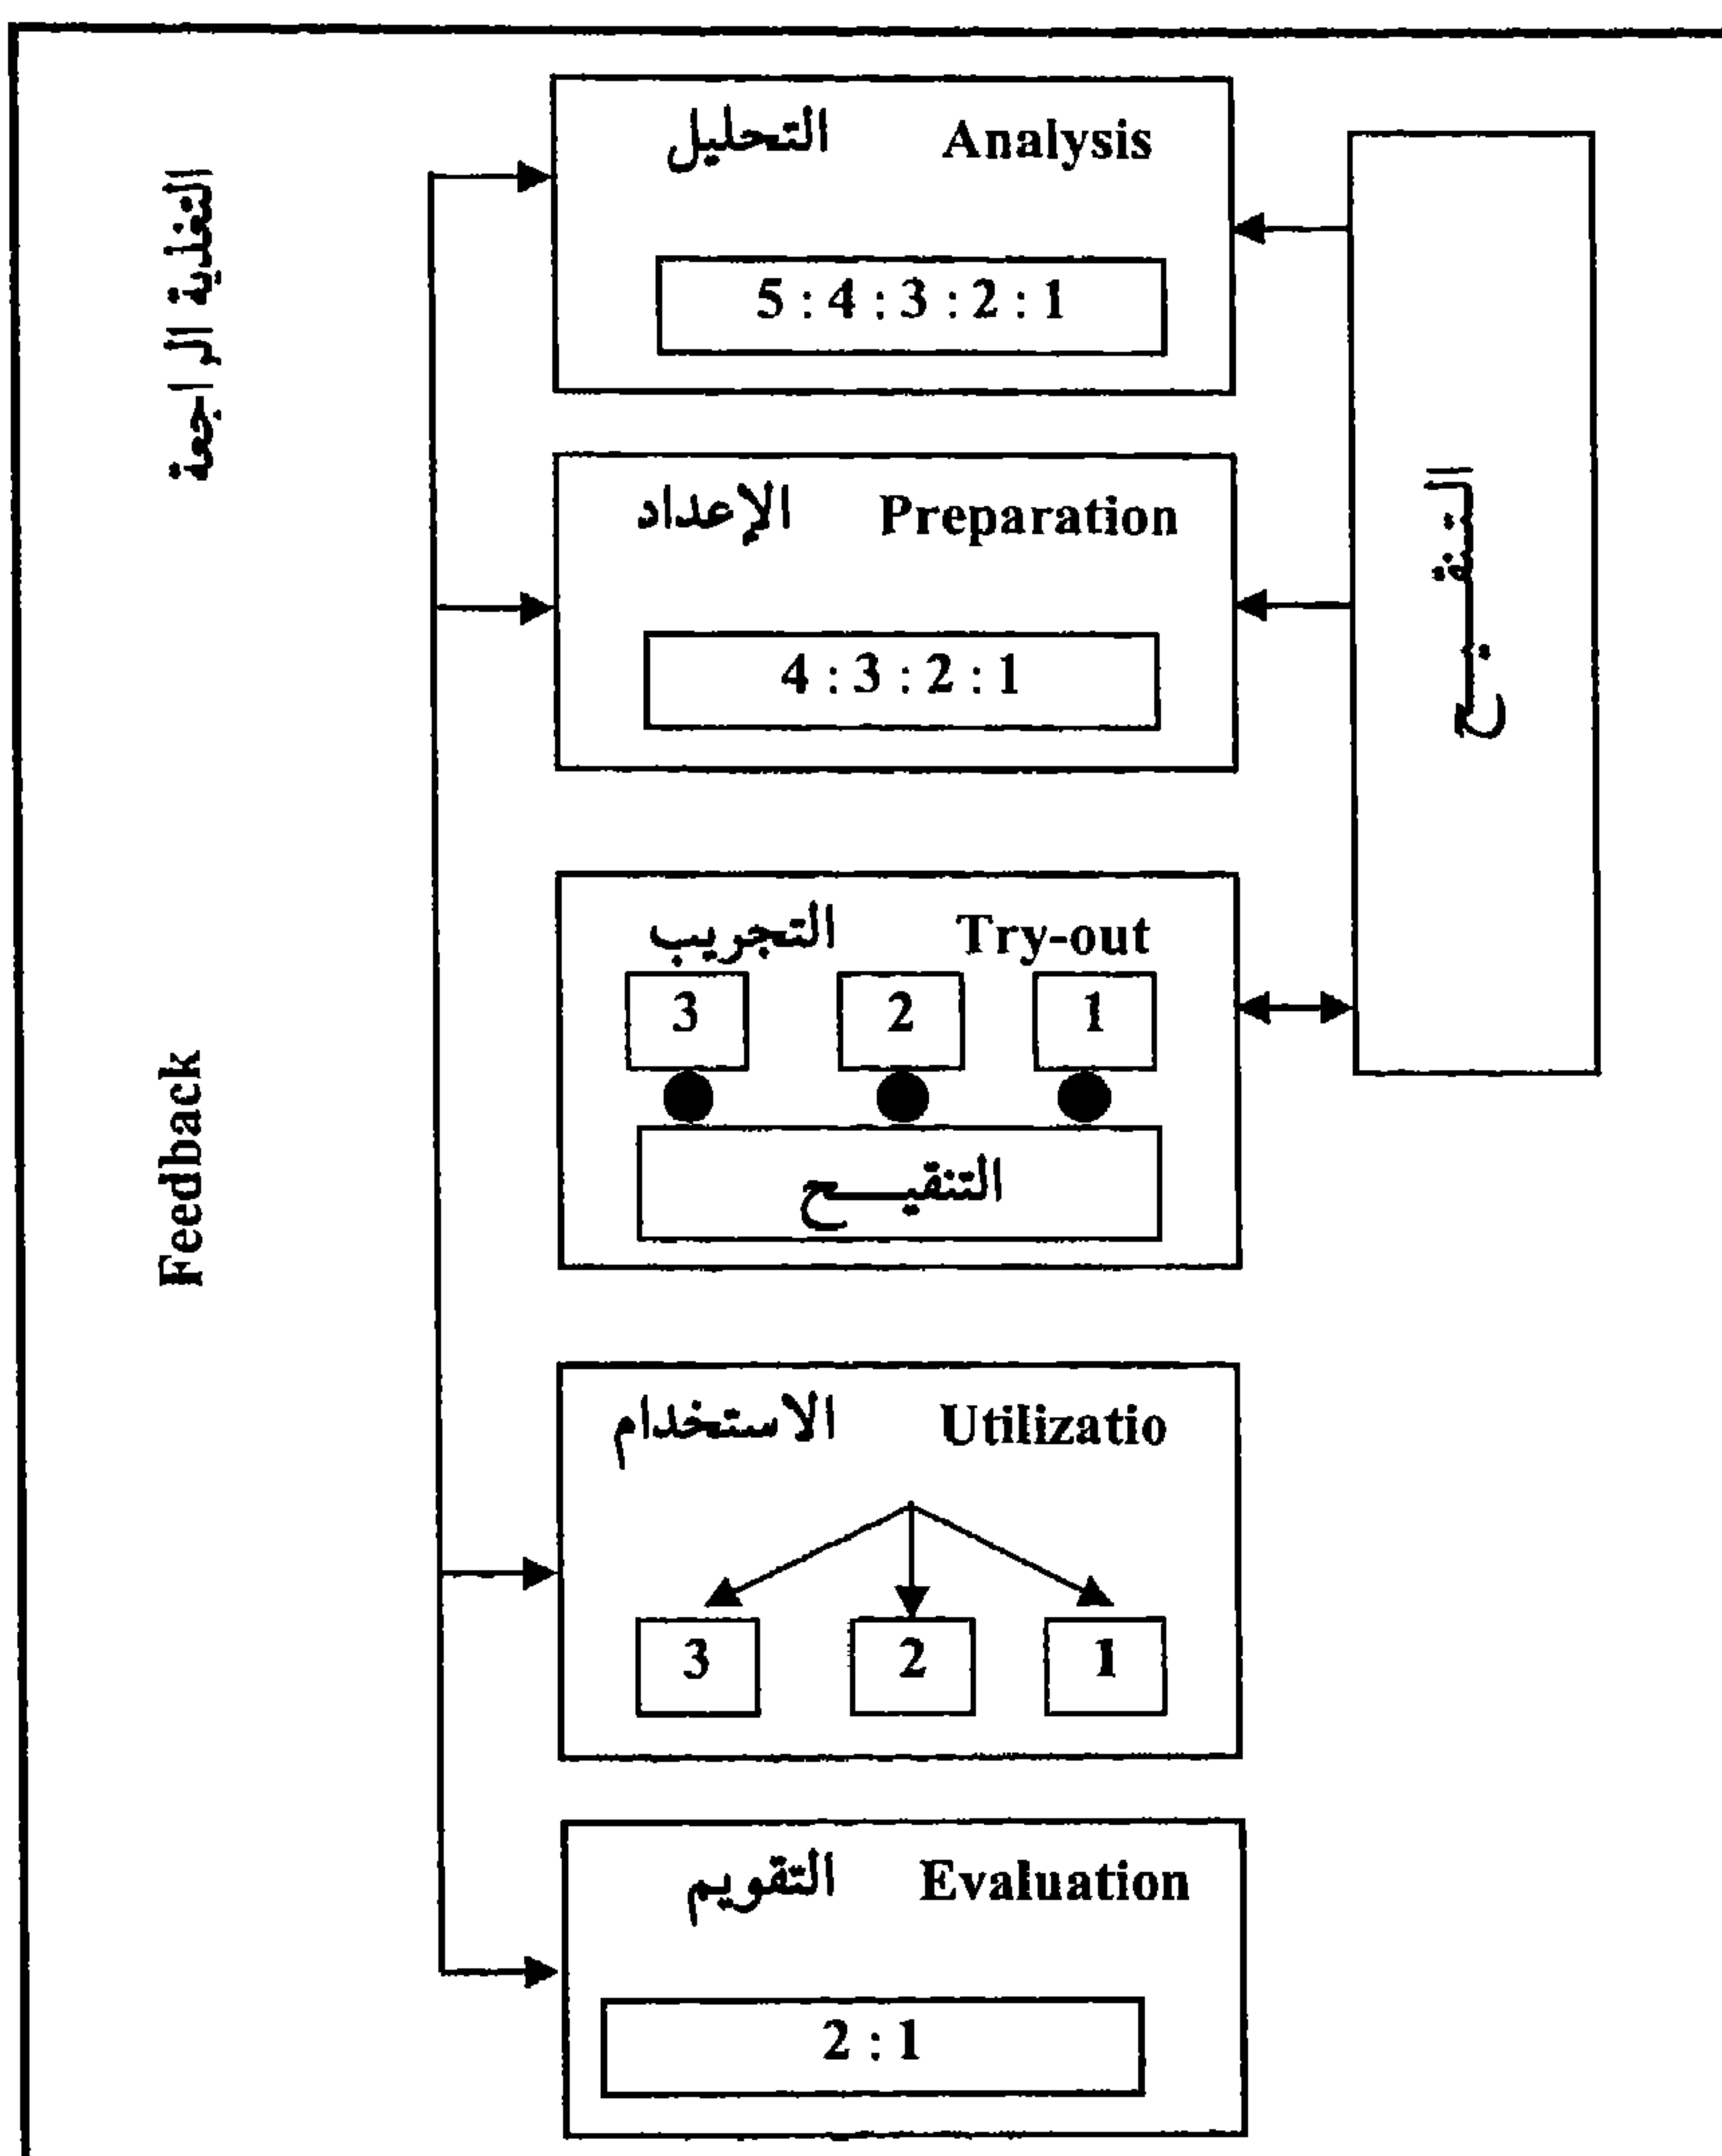 التغذية الراجعة
Feedback
التحليل Analysis
5 : 4 : 3 : 2 : 1
الإعداد Preparation
4 : 3 : 2 : 1
التنقيح
التجريب Try-out
3 2 1
التنقيـــح
الاستخدام Utilizatio
3 2 1
التقويم Evaluation
2 : 1